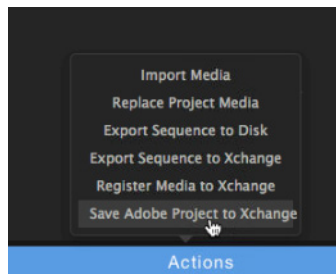 Import Media
Replace Project Media
Export Sequence to Disk
Export Sequence to Xchange
Register Media to Xchange
Save Adobe Project to Xchange
Actions